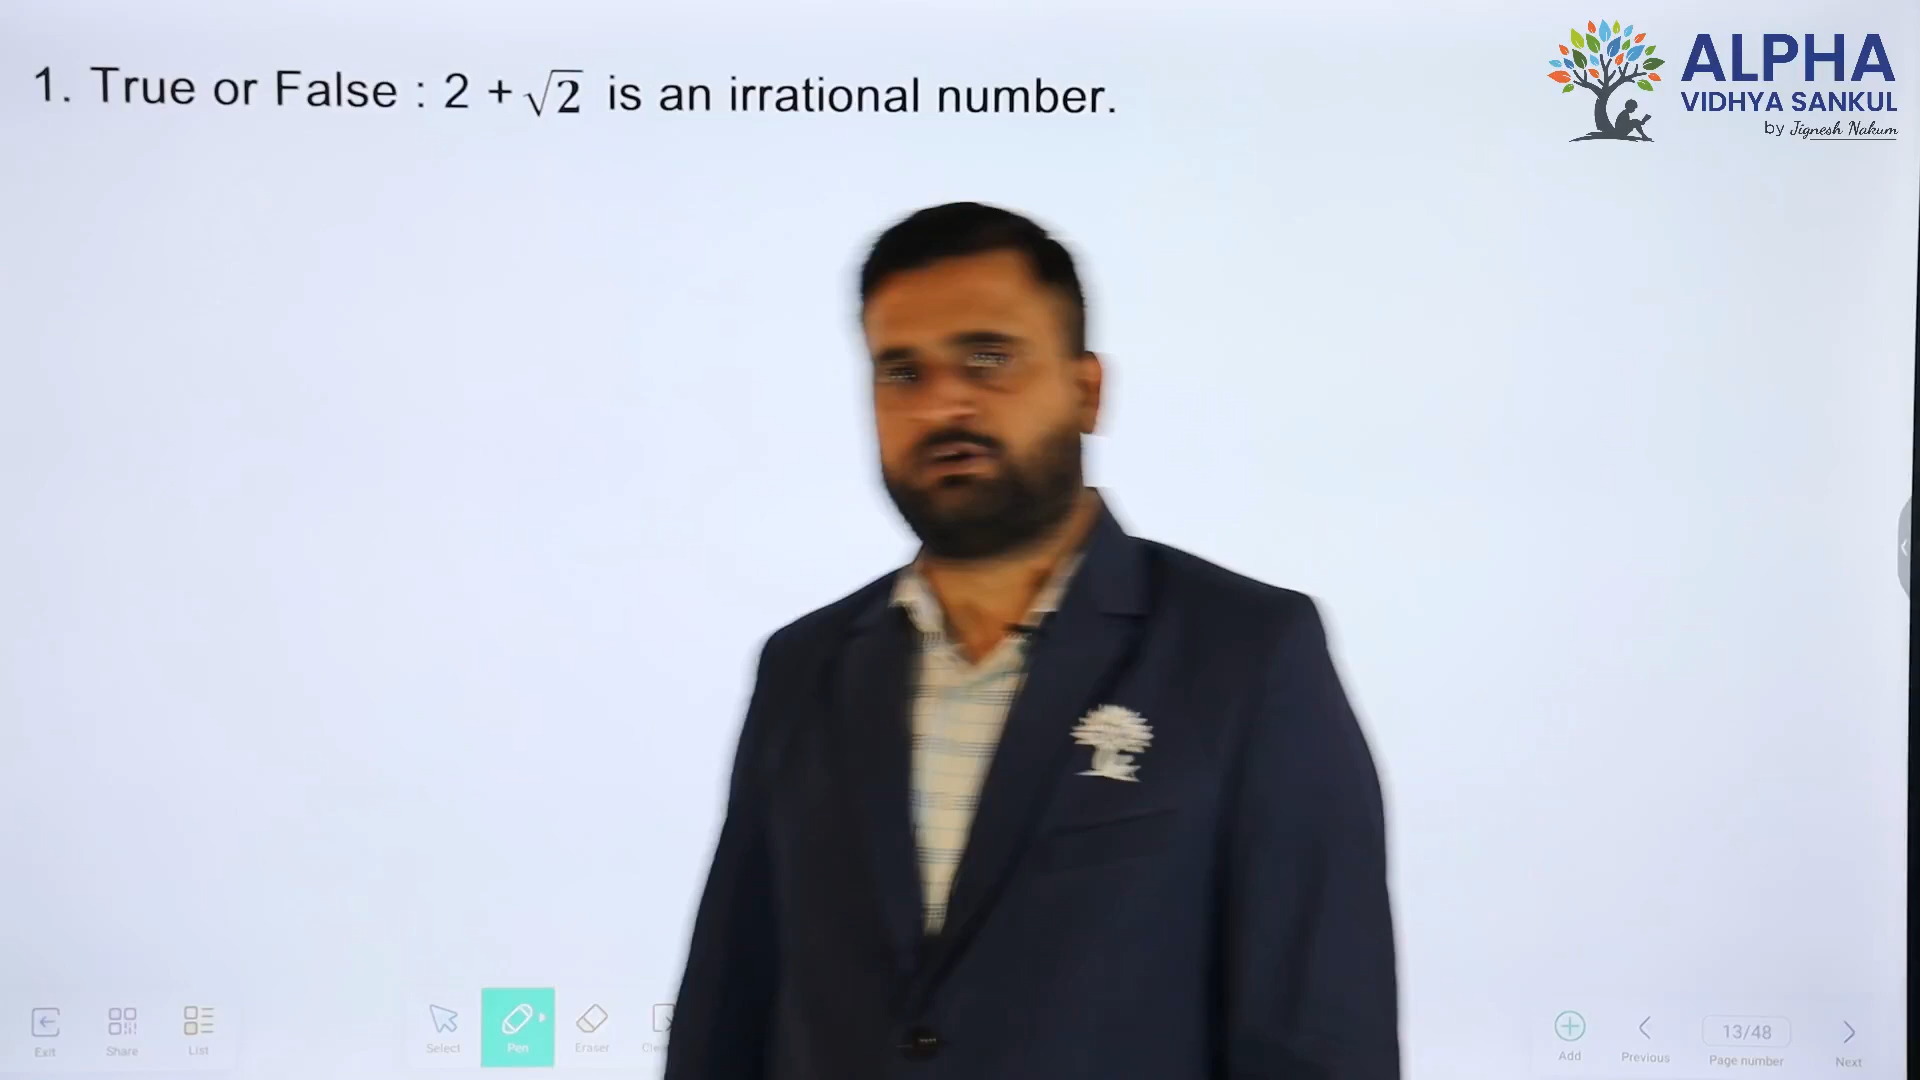 1. True or False : 2 + √2 is an irrational number.
ALPHA
VIDHYA SANKUL
by Jignesh Nakum
Exit
Share
List
Select
Pen
Eraser
Add
Previous
13/48
Page number
Next